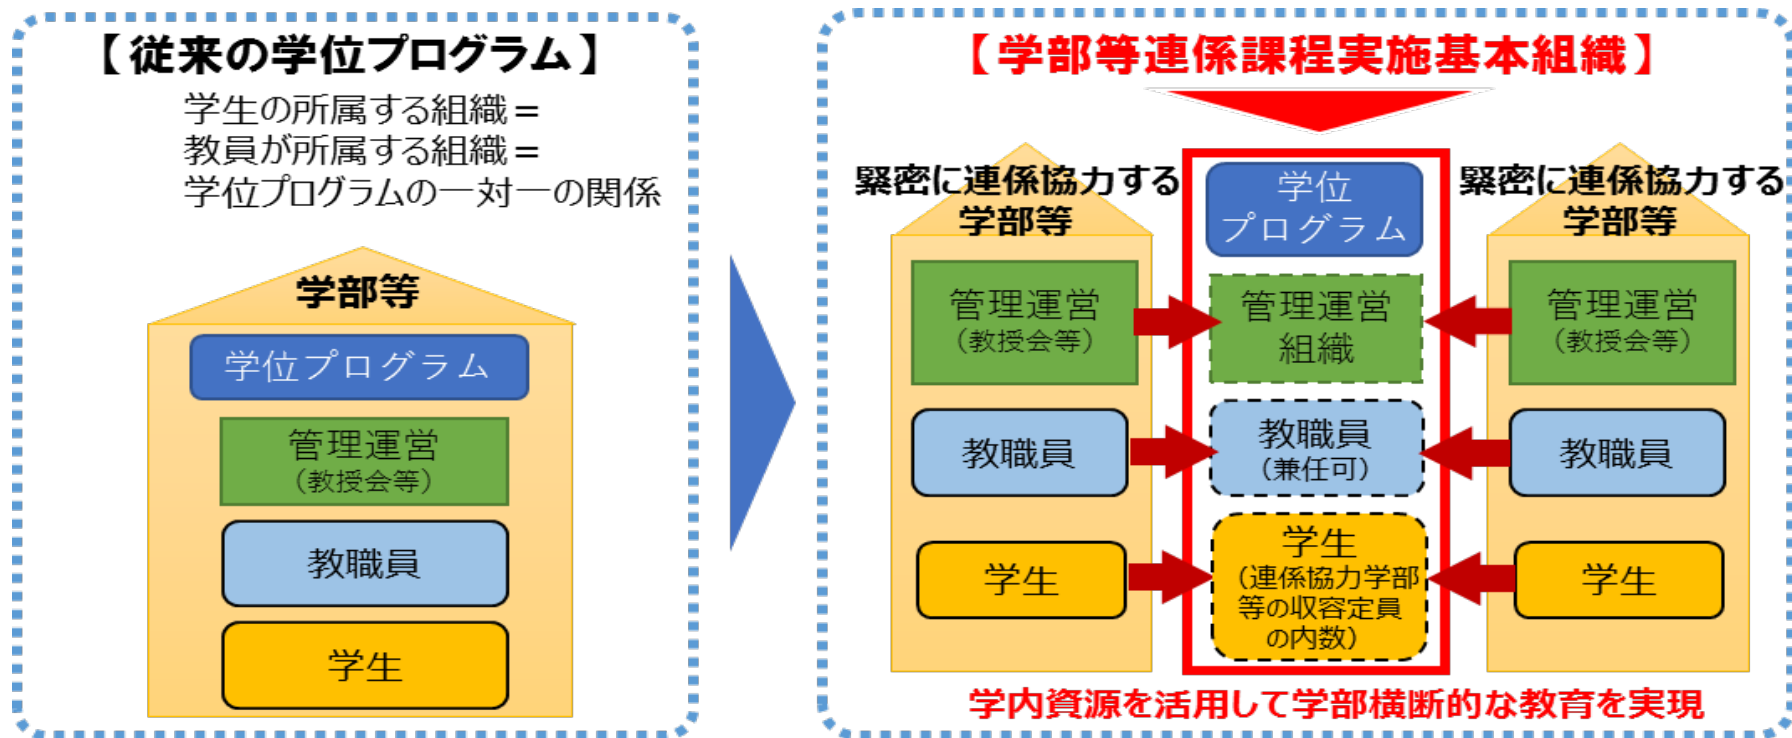 【従来の学位プログラム】
学生の所属する組織＝
教員が所属する組織＝
学位プログラムの一対一の関係
学部等
学位プログラム
管理運営
（教授会等）
教職員
学生
【学部等連係課程実施基本組織】
緊密に連係協力する
学部等
管理運営
（教授会等）
教職員
学生
学位
プログラム
管理運営
組織
教職員
（兼任可）
学生
（連係協力学部
等の収容定員
の内数）
緊密に連係協力する
学部等
管理運営
（教授会等）
教職員
学生
学内資源を活用して学部横断的な教育を実現